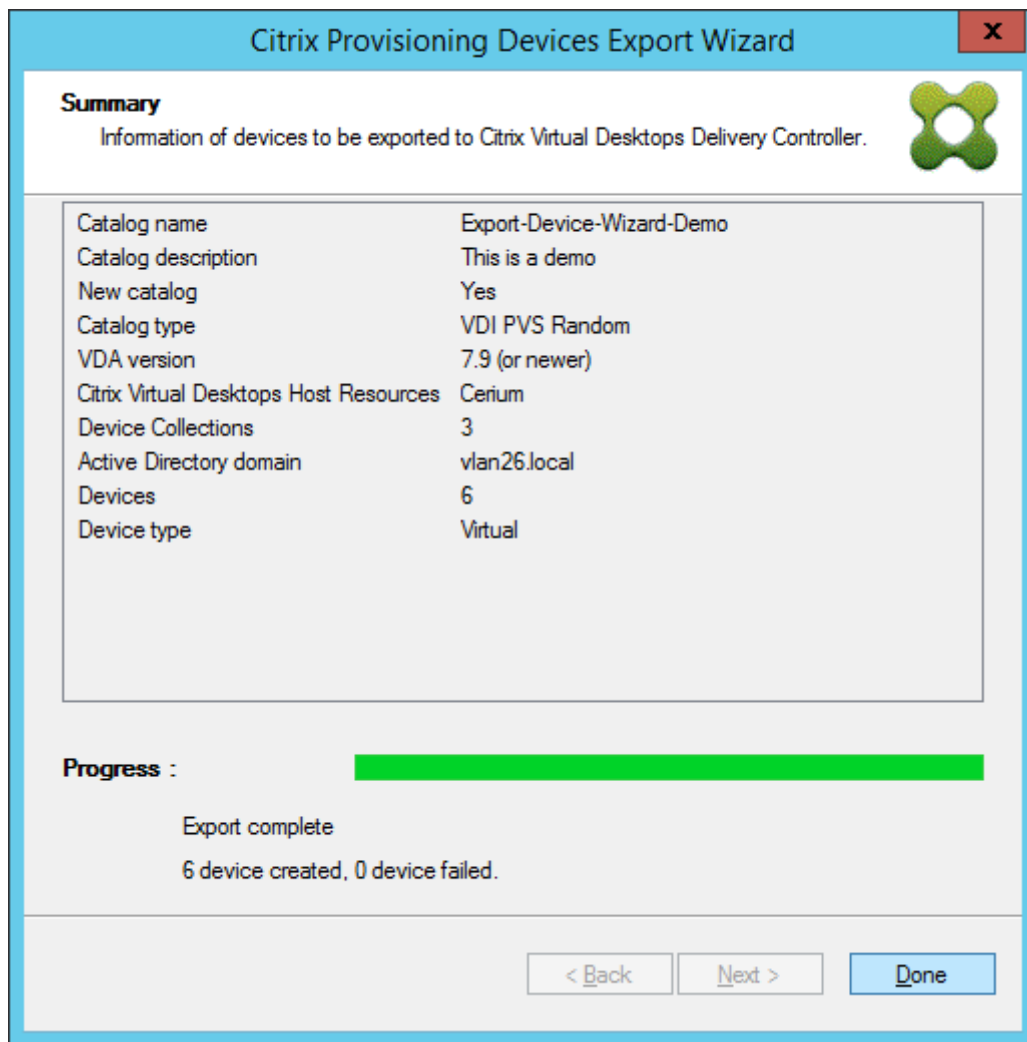 Citrix Provisioning Devices Export Wizard
x
Summary
Information of devices to be exported to Citrix Virtual Desktops Delivery Controller.
Catalog name Export-Device-Wizard-Demo
Catalog description This is a demo
New catalog Yes
Catalog type VDI PVS Random
VDA version 7.9 (or newer)
Citrix Virtual Desktops Host Resources Cerium
Device Collections 3
Active Directory domain vlan26.local
Devices 6
Device type Virtual
Progress :
Export complete
6 device created, 0 device failed.
< Back Next > Done